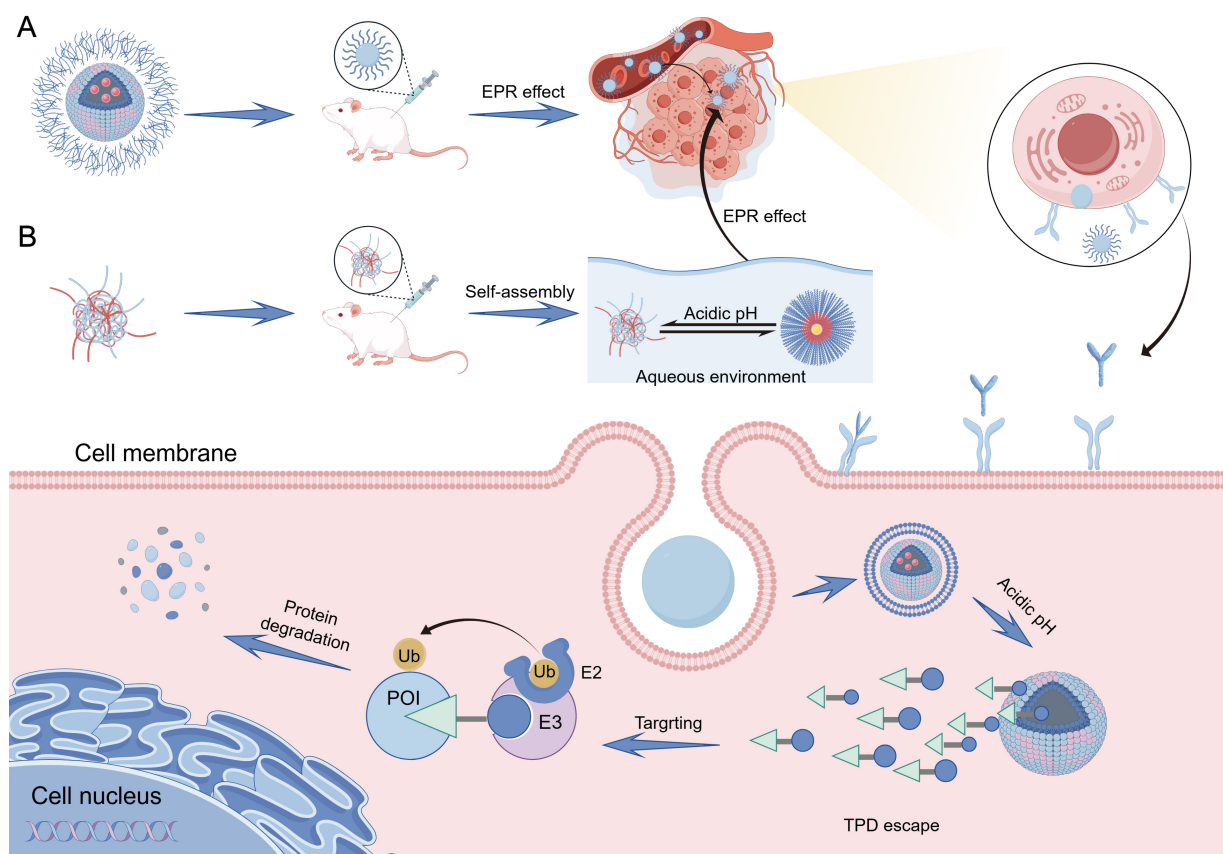 A
EPR effect
EPR effect
B
Self-assembly
Acidic pH
Aqueous environment
Cell membrane
Acidic pH
Protein
degradation
Ub
Ub
E2
POI
E3
Targrting
Cell nucleus
TPD escape